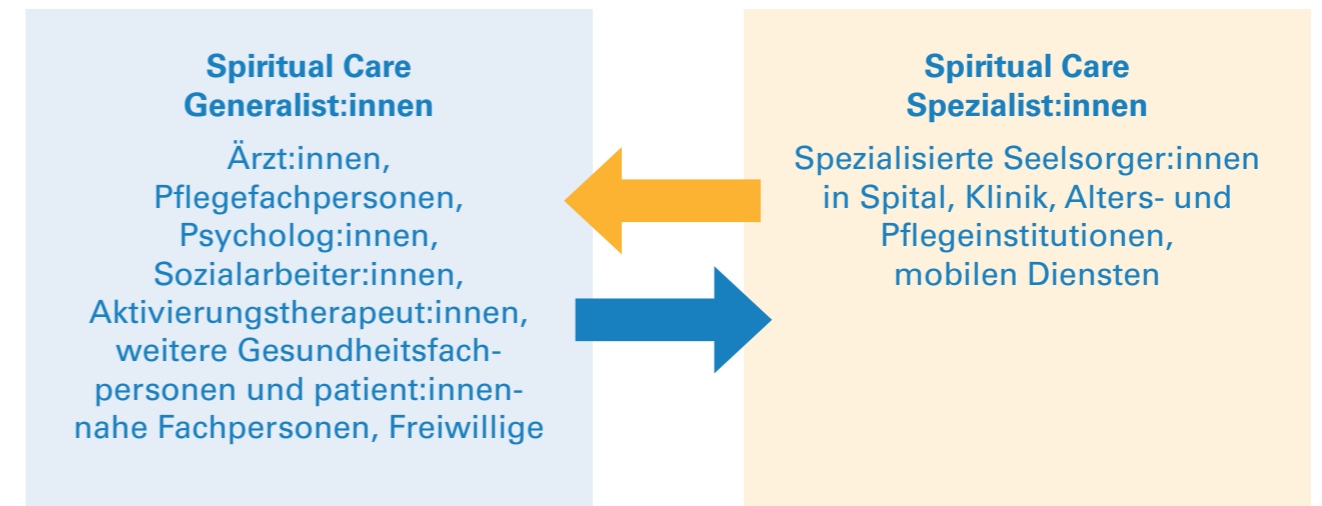 Spiritual Care
Generalist:innen
Ärzt:innen,
Pflegefachpersonen,
Psycholog:innen,
Sozialarbeiter:innen,
Aktivierungstherapeut:innen,
weitere Gesundheitsfach-
personen und patient:innen-
nahe Fachpersonen, Freiwillige
Spiritual Care
Spezialist:innen
Spezialisierte Seelsorger:innen
in Spital, Klinik, Alters- und
Pflegeinstitutionen,
mobilen Diensten